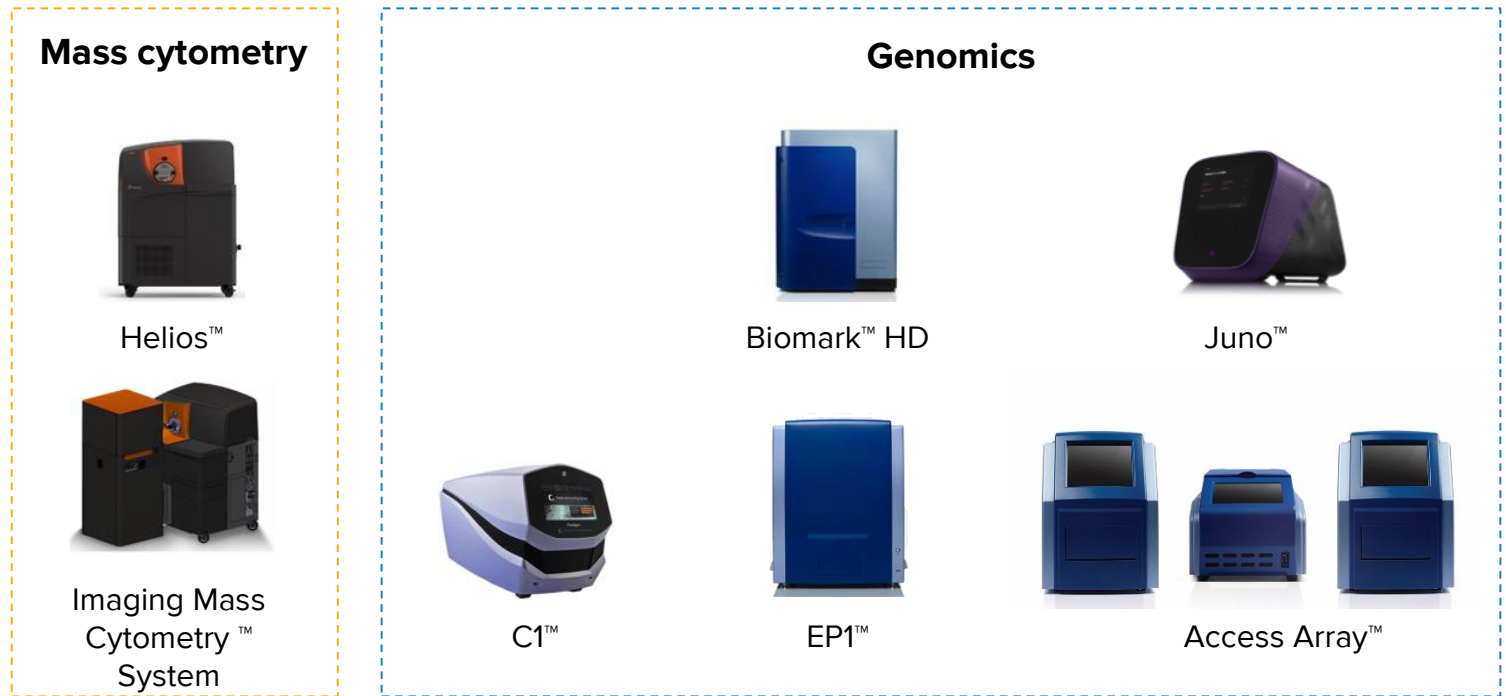 Mass cytometry
Helios™
Imaging Mass
Cytometry ™
System
Genomics
Biomark™ HD
Juno™
C1™
EP1™
Access Array™